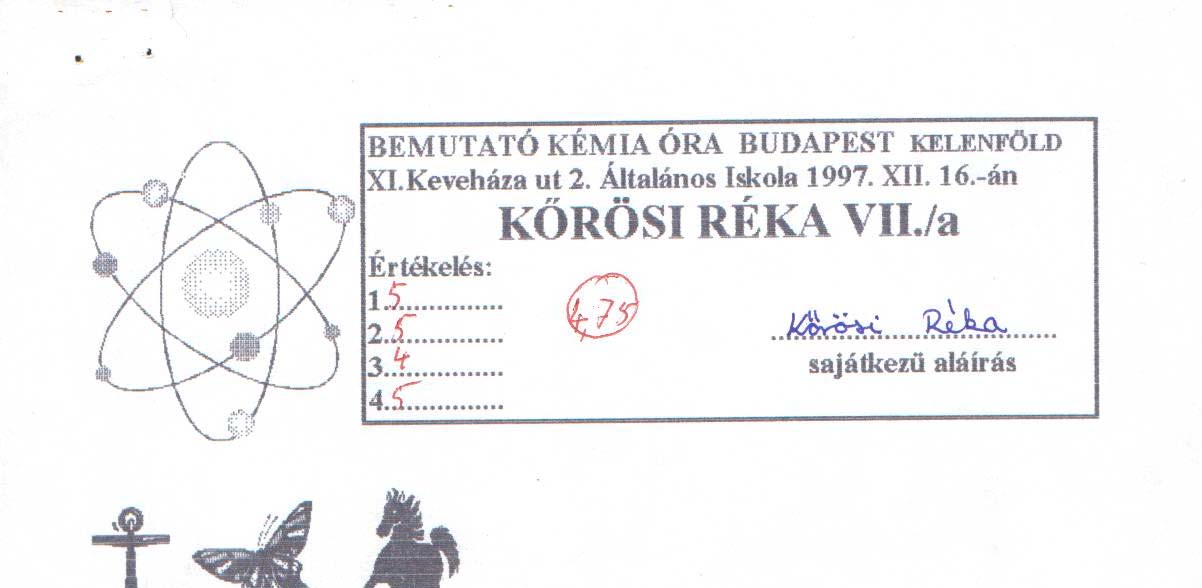 BEMUTATÓ KÉMIA ÓRA BUDAPEST KELENFÖLD
XI.Keveháza ut 2. Általános Iskola 1997. XII. 16.-án
KŐRÖSI RÉKA VII./a
Értékelés:
1.5..............
2.5..............
3.4..............
4.5..............
4,75
Kőrösi Réka
sajátkezű aláírás